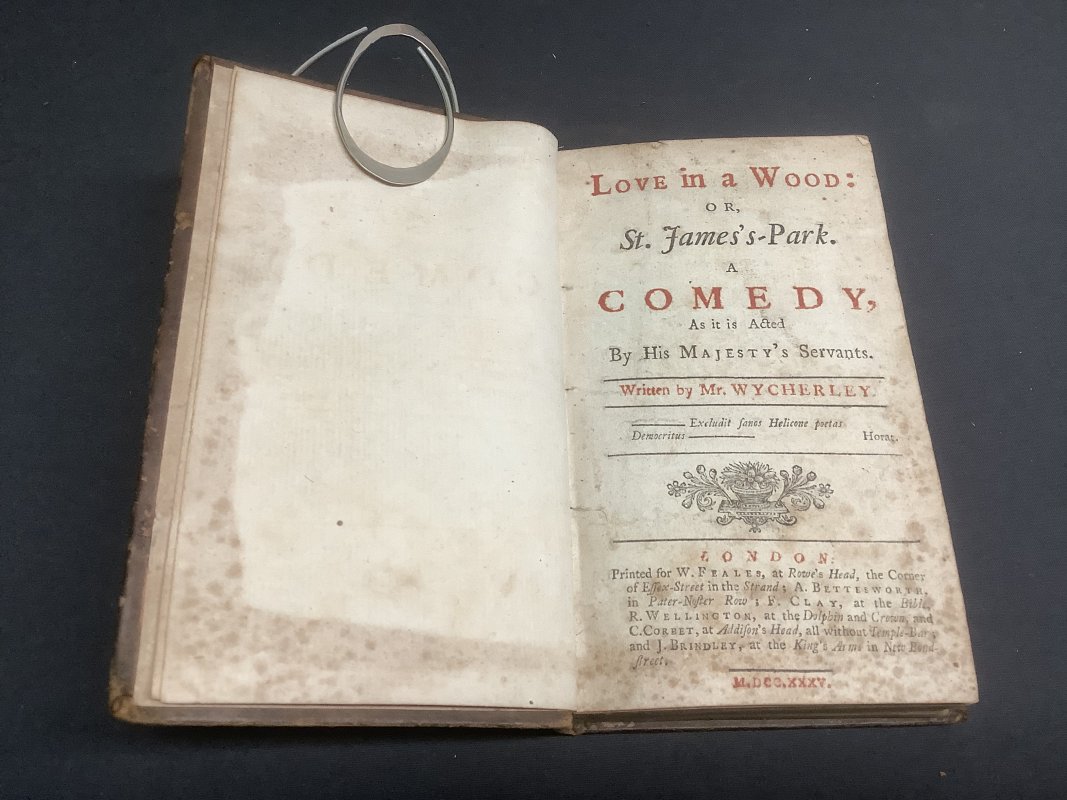 LOVE in a WOOD:
OR,
St. James's-Park.
A
COMEDY,
As it is Acted
By His MAJESTY's Servants.
Written by Mr. WYCHERLEY.
——— Excludit ſanos Helicone poetas
Democritus ———— Horat.
LONDON:
Printed for W. FEALES, at Rowe's Head, the Corner
of Eſſex-Street in the Strand; A. BETTESWORTH,
in Pater-Noſter Row; F. CLAY, at the Bible,
R. WELLINGTON, at the Dolphin and Crown, and
C. CORBET, at Addiſon's Head, all without Temple-Bar;
and J. BRINDLEY, at the King's Arms in New Bond-
ſtreet.
M.DCC.XXXV.